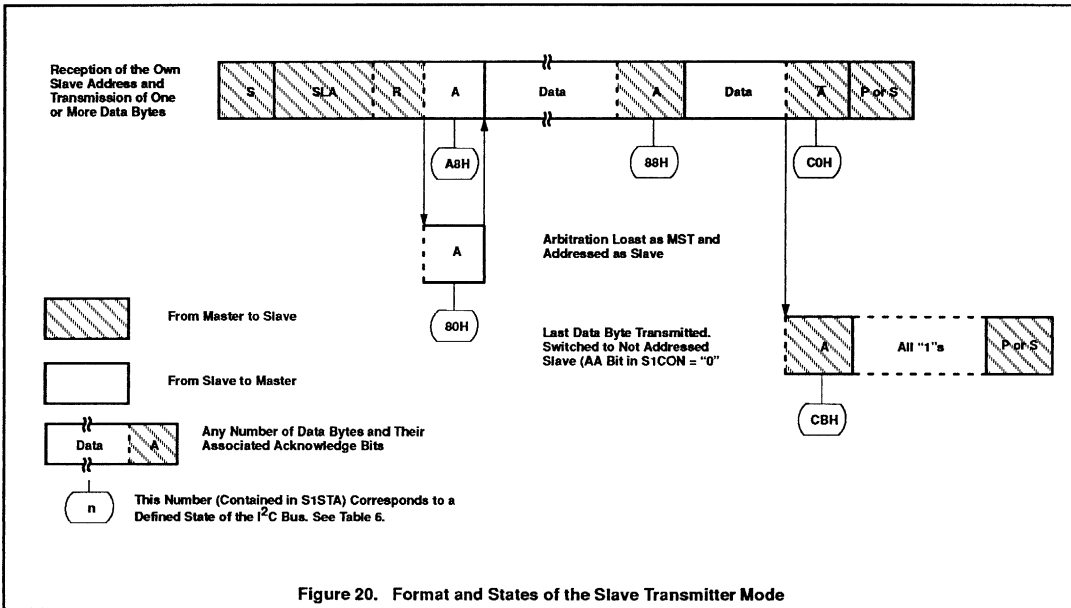 Reception of the Own
Slave Address and
Transmission of One
or More Data Bytes
S SLA R A Data A Data A P or S
A8H 88H C0H
A
Arbitration Loast as MST and
Addressed as Slave
80H
Last Data Byte Transmitted.
Switched to Not Addressed
Slave (AA Bit in S1CON = "0"
A All "1"s P or S
CBH
From Master to Slave
From Slave to Master
Data A
Any Number of Data Bytes and Their
Associated Acknowledge Bits
n
This Number (Contained in S1STA) Corresponds to a
Defined State of the I²C Bus. See Table 6.
Figure 20. Format and States of the Slave Transmitter Mode